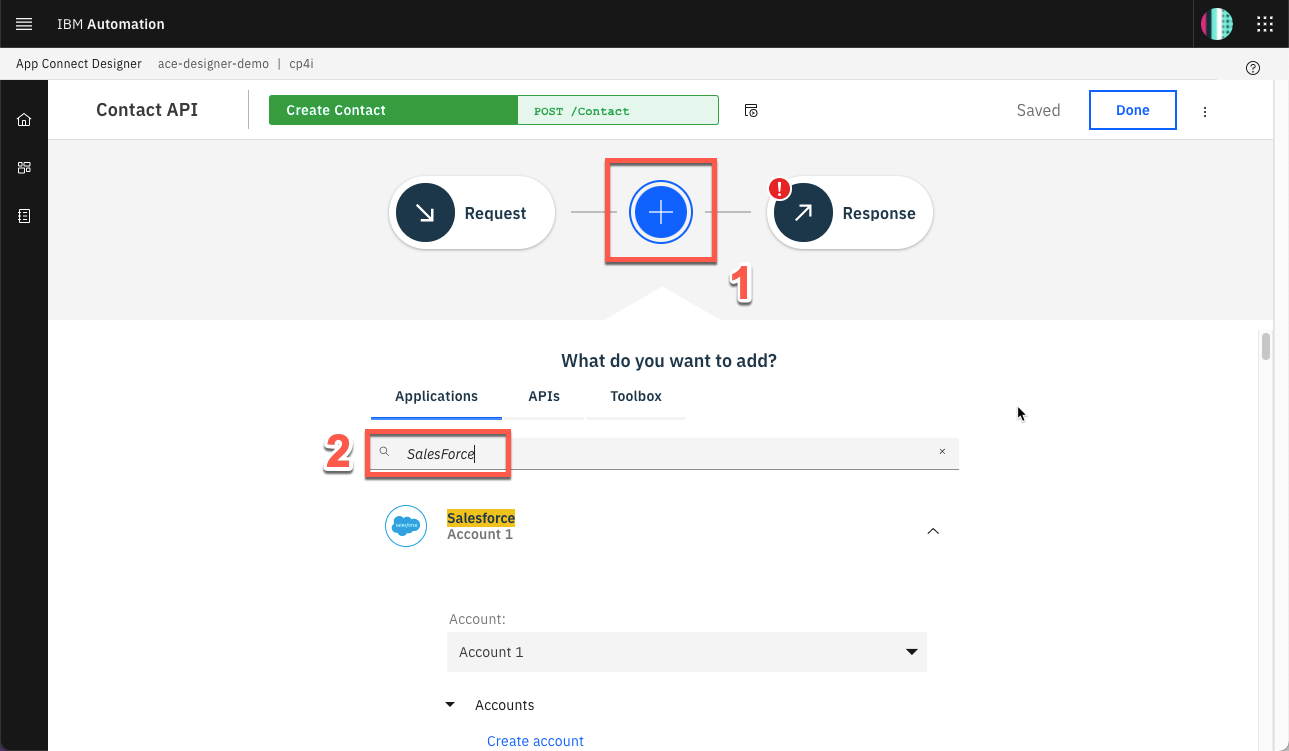 IBM Automation
App Connect Designer ace-designer-demo | cp4i
Contact API
Create Contact POST /Contact
Saved
Done
Request
!
Response
1
What do you want to add?
Applications APIs Toolbox
2
SalesForce
salesforce
Salesforce
Account 1
Account:
Account 1
Accounts
Create account